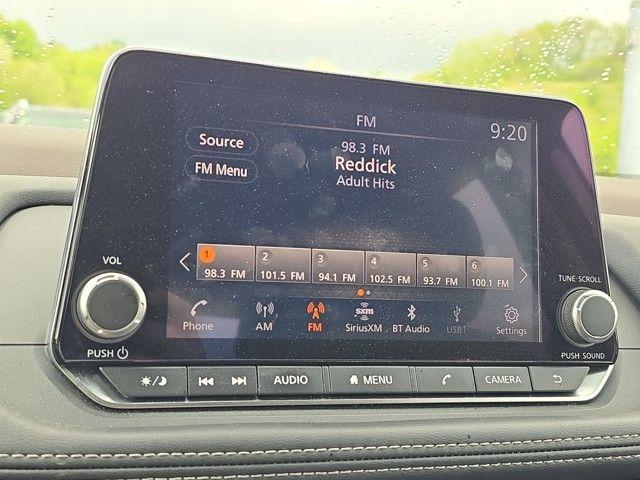 FM
9:20
Source
98.3 FM
Reddick
FM Menu
Adult Hits
1 2 3 4 5 6
98.3 FM 101.5 FM 94.1 FM 102.5 FM 93.7 FM 100.1 FM
VOL
TUNE·SCROLL
Phone AM FM SiriusXM BT Audio USB1 Settings
sxm
PUSH
PUSH SOUND
AUDIO MENU CAMERA